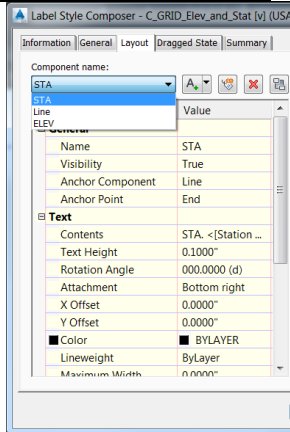 Label Style Composer - C_GRID_Elev_and_Stat [v] (USA
Information General Layout Dragged State Summary
Component name:
STA
STA
Line
ELEV
Value
General
Name STA
Visibility True
Anchor Component Line
Anchor Point End
Text
Contents STA. <[Station ...
Text Height 0.1000"
Rotation Angle 000.0000 (d)
Attachment Bottom right
X Offset 0.0000"
Y Offset 0.0000"
Color BYLAYER
Lineweight ByLayer
Maximum Width 0.0000"